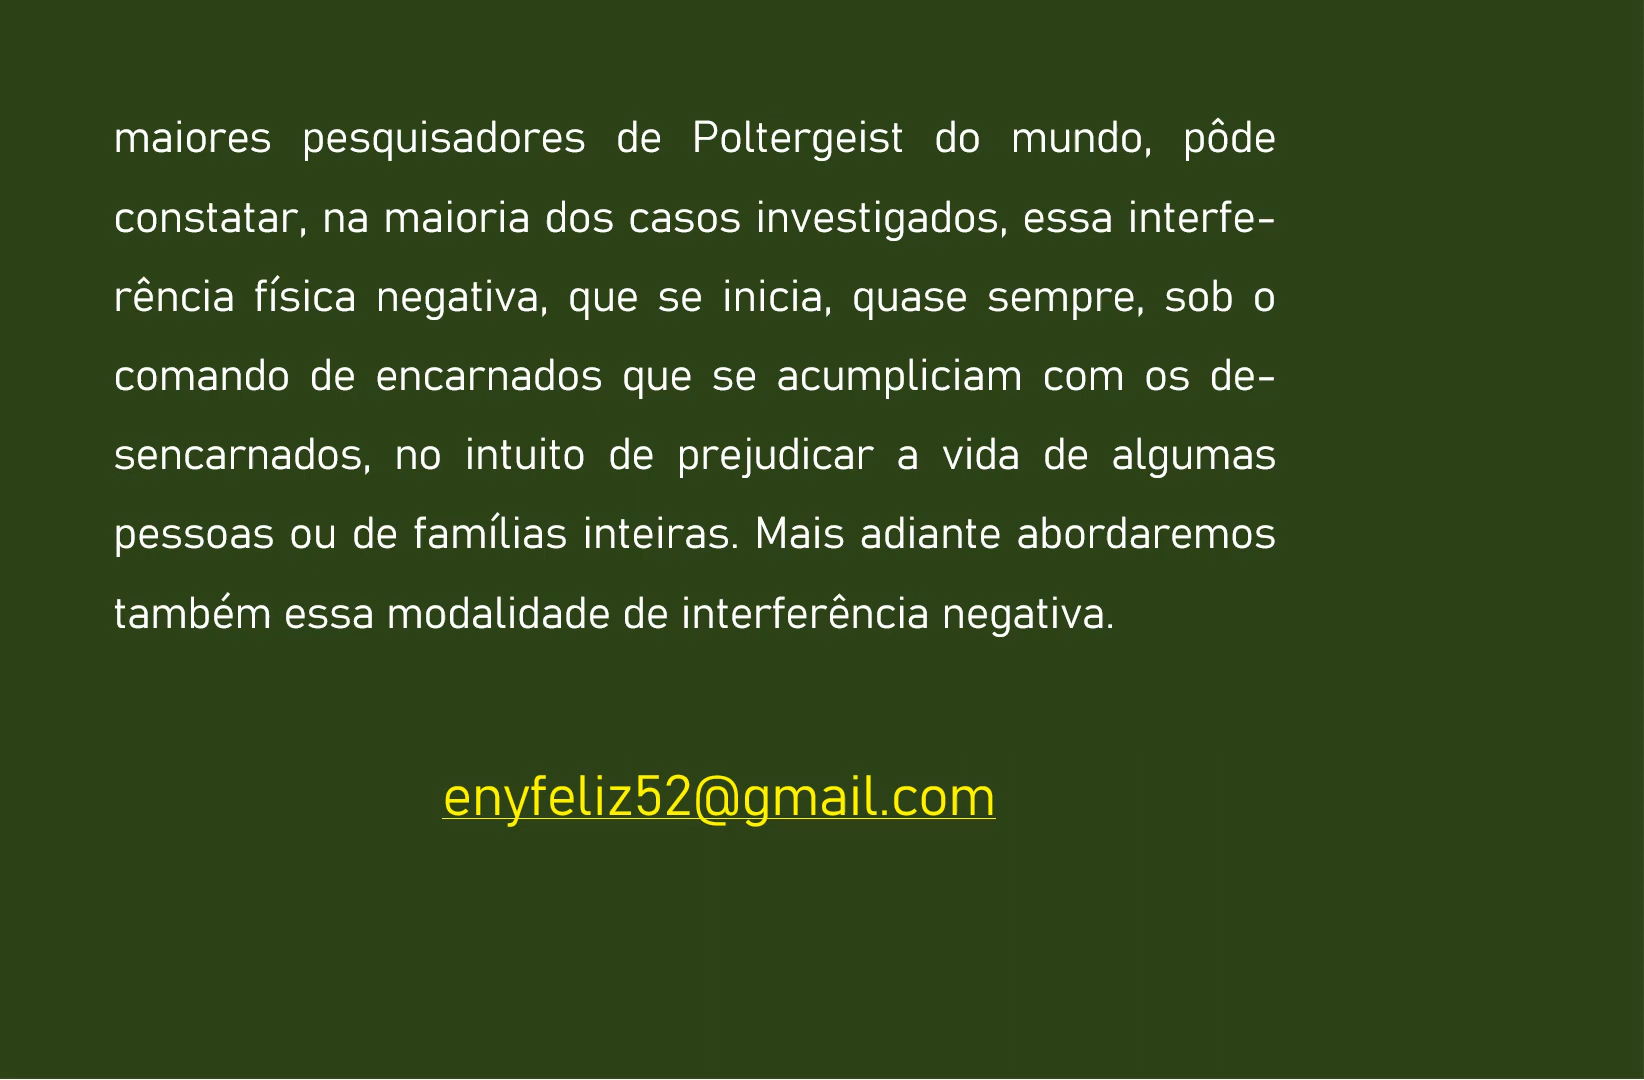 maiores pesquisadores de Poltergeist do mundo, pôde
constatar, na maioria dos casos investigados, essa interfe-
rência física negativa, que se inicia, quase sempre, sob o
comando de encarnados que se acumpliciam com os de-
sencarnados, no intuito de prejudicar a vida de algumas
pessoas ou de famílias inteiras. Mais adiante abordaremos
também essa modalidade de interferência negativa.
enyfeliz52@gmail.com